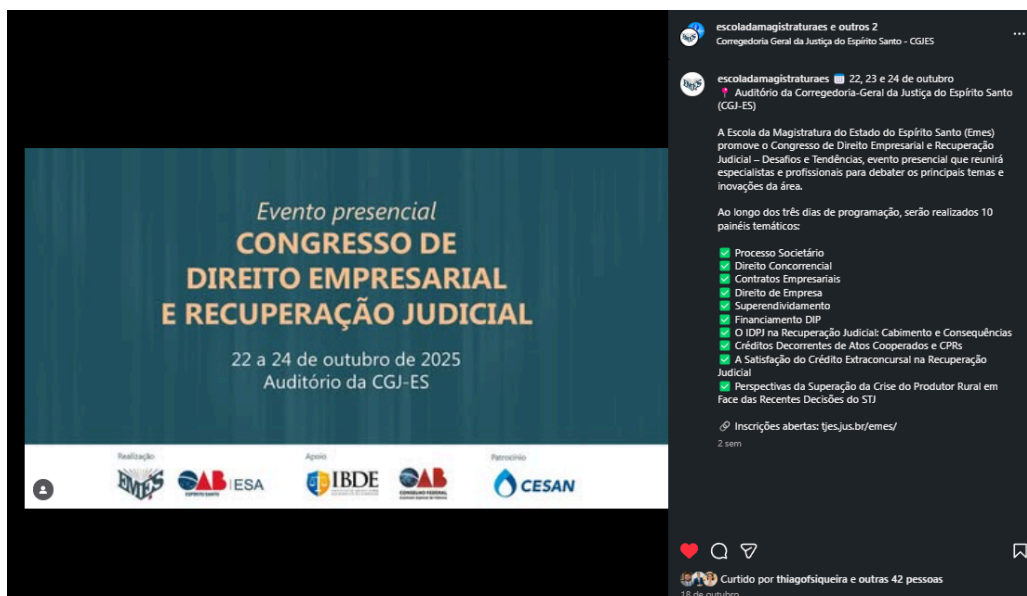 Evento presencial
CONGRESSO DE
DIREITO EMPRESARIAL
E RECUPERAÇÃO JUDICIAL
22 a 24 de outubro de 2025
Auditório da CGJ-ES
Realização
EMES
OAB ESA
ESPÍRITO SANTO
Apoio
IBDE
OAB
CONSELHO FEDERAL
Patrocínio
CESAN
escoladamagistraturaes e outros 2
Corregedoria Geral da Justiça do Espírito Santo - CGJES
escoladamagistraturaes 🗓️ 22, 23 e 24 de outubro
📍 Auditório da Corregedoria-Geral da Justiça do Espírito Santo
(CGJ-ES)
A Escola da Magistratura do Estado do Espírito Santo (Emes)
promove o Congresso de Direito Empresarial e Recuperação
Judicial – Desafios e Tendências, evento presencial que reunirá
especialistas e profissionais para debater os principais temas e
inovações da área.
Ao longo dos três dias de programação, serão realizados 10
painéis temáticos:
✅ Processo Societário
✅ Direito Concorrencial
✅ Contratos Empresariais
✅ Direito de Empresa
✅ Superendividamento
✅ Financiamento DIP
✅ O IDPJ na Recuperação Judicial: Cabimento e Consequências
✅ Créditos Decorrentes de Atos Cooperados e CPRs
✅ A Satisfação do Crédito Extraconcursal na Recuperação
Judicial
✅ Perspectivas da Superação da Crise do Produtor Rural em
Face das Recentes Decisões do STJ
🔗 Inscrições abertas: tjes.jus.br/emes/
2 sem
Curtido por thiagofsiqueira e outras 42 pessoas
18 de outubro